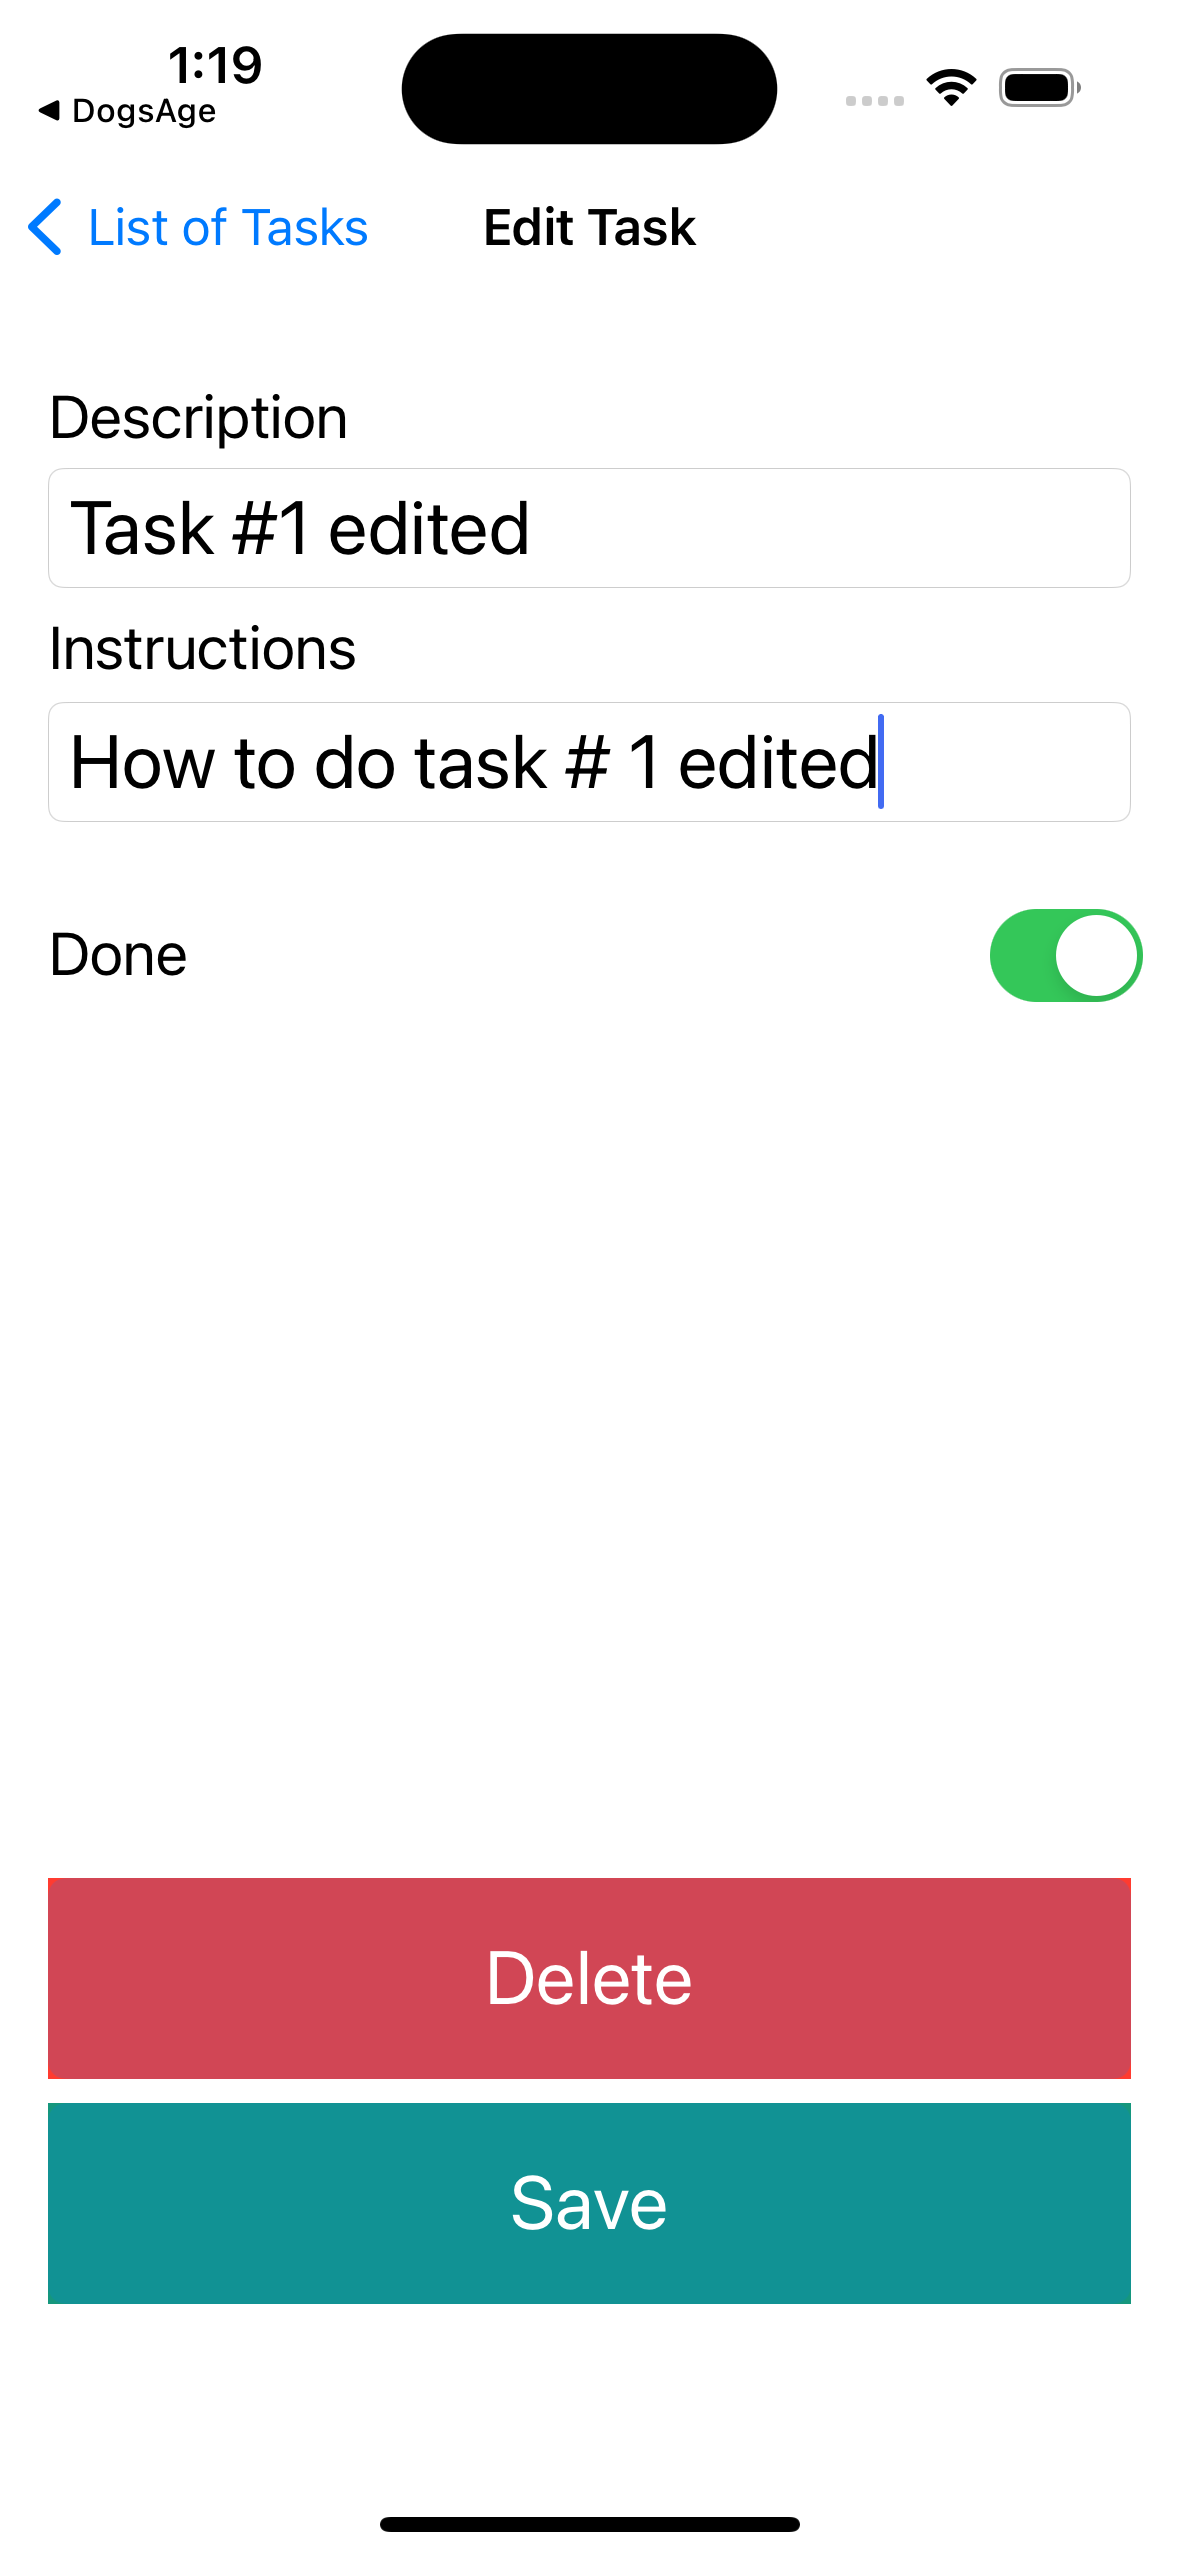 1:19
DogsAge
List of Tasks
Edit Task
Description
Task #1 edited
Instructions
How to do task # 1 edited
Done
Delete
Save